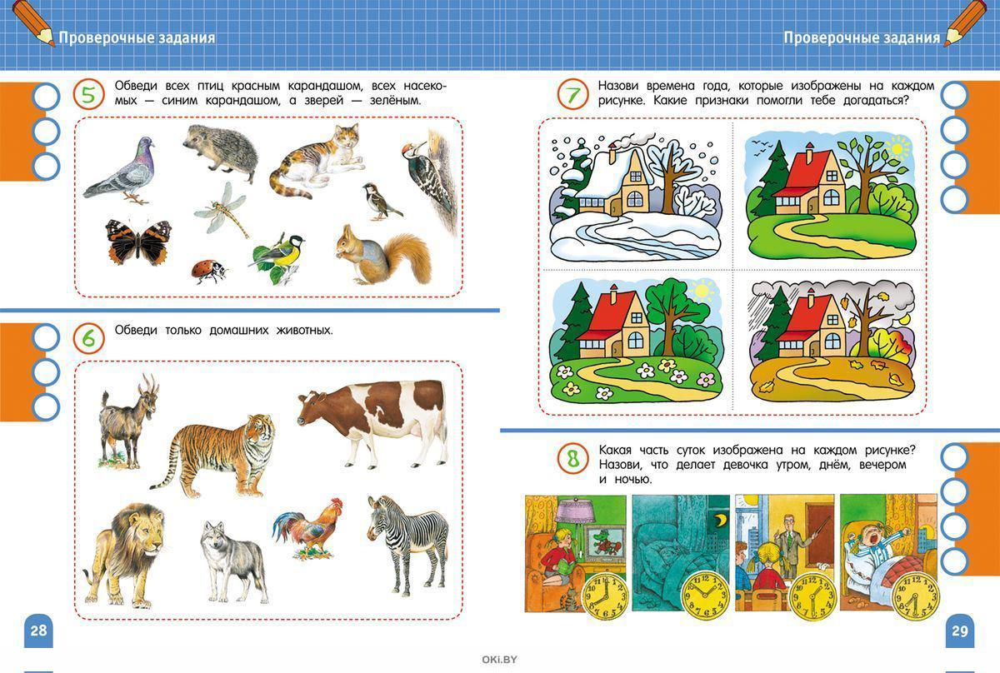 Проверочные задания
5
Обведи всех птиц красным карандашом, всех насеко-
мых — синим карандашом, а зверей — зелёным.
6
Обведи только домашних животных.
28
Проверочные задания
7
Назови времена года, которые изображены на каждом
рисунке. Какие признаки помогли тебе догадаться?
8
Какая часть суток изображена на каждом рисунке?
Назови, что делает девочка утром, днём, вечером
и ночью.
29
OKi.BY